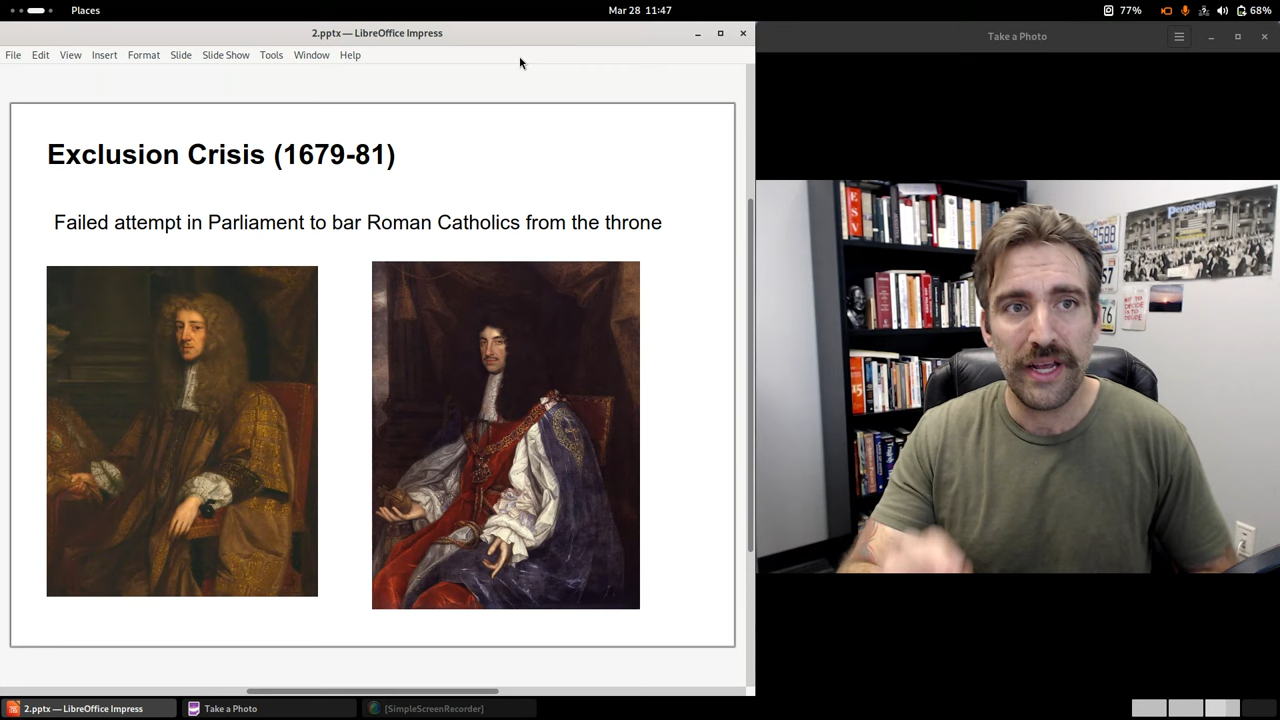 Places
Mar 28 11:47
77%
68%
2.pptx — LibreOffice Impress
File Edit View Insert Format Slide Slide Show Tools Window Help
Take a Photo
Exclusion Crisis (1679-81)
Failed attempt in Parliament to bar Roman Catholics from the throne
ESV
Perspectives
2.pptx — LibreOffice Impress
Take a Photo
[SimpleScreenRecorder]